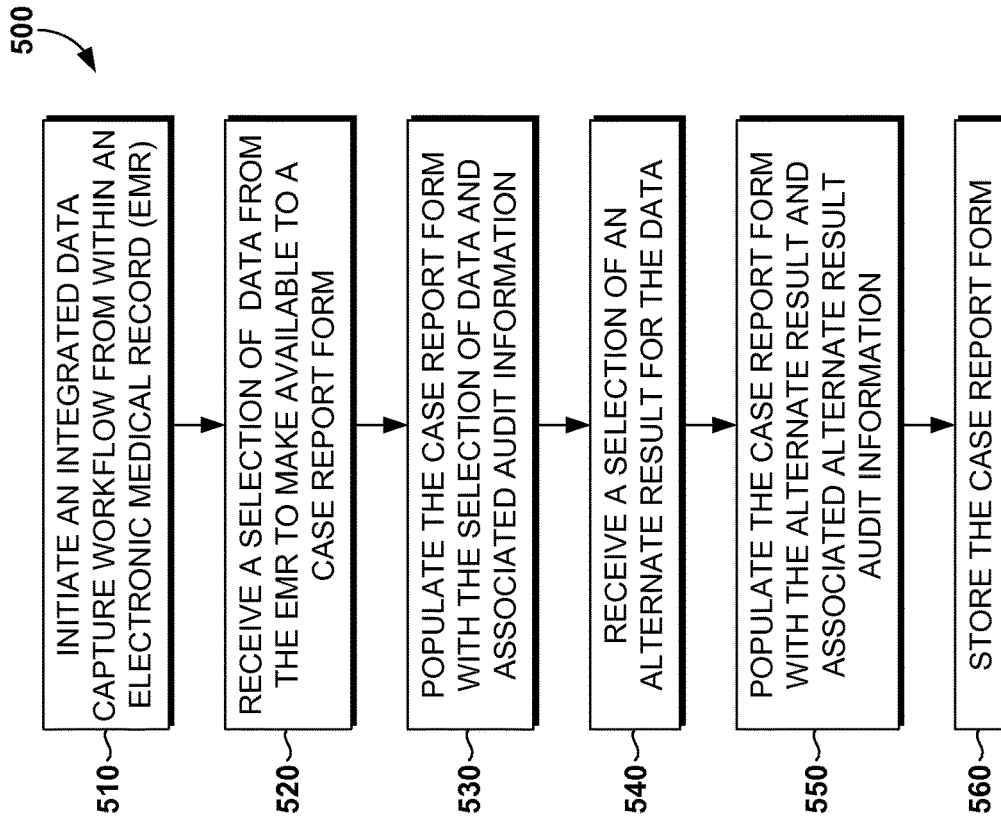 500
510
INITIATE AN INTEGRATED DATA
CAPTURE WORKFLOW FROM WITHIN AN
ELECTRONIC MEDICAL RECORD (EMR)
520
RECEIVE A SELECTION OF DATA FROM
THE EMR TO MAKE AVAILABLE TO A
CASE REPORT FORM
530
POPULATE THE CASE REPORT FORM
WITH THE SELECTION OF DATA AND
ASSOCIATED AUDIT INFORMATION
540
RECEIVE A SELECTION OF AN
ALTERNATE RESULT FOR THE DATA
550
POPULATE THE CASE REPORT FORM
WITH THE ALTERNATE RESULT AND
ASSOCIATED ALTERNATE RESULT
AUDIT INFORMATION
560
STORE THE CASE REPORT FORM